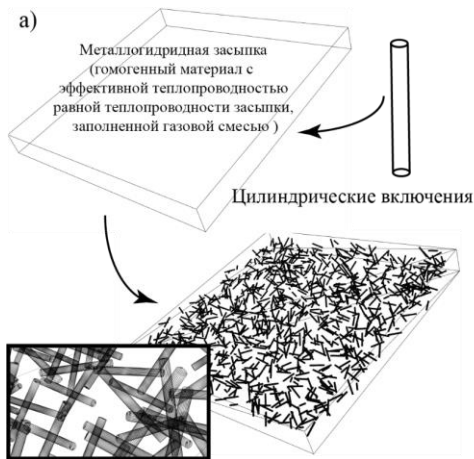 а)
Металлогидридная засыпка
(гомогенный материал с
эффективной теплопроводностью
равной теплопроводности засыпки,
заполненной газовой смесью )
Цилиндрические включения